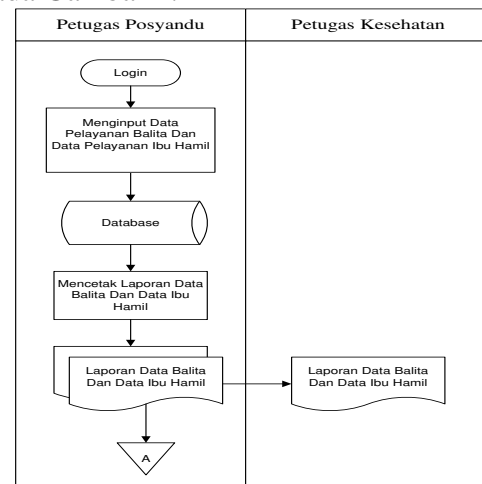 Petugas Posyandu
Petugas Kesehatan
Login
Menginput Data
Pelayanan Balita Dan
Data Pelayanan Ibu Hamil
Database
Mencetak Laporan Data
Balita Dan Data Ibu
Hamil
Laporan Data Balita
Dan Data Ibu Hamil
Laporan Data Balita
Dan Data Ibu Hamil
A